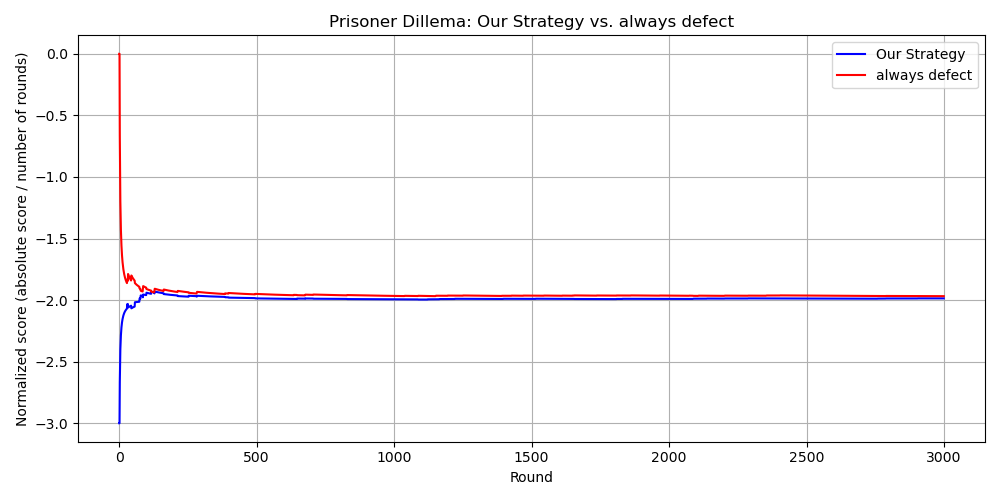 Prisoner Dillema: Our Strategy vs. always defect
Our Strategy
always defect
Normalized score (absolute score / number of rounds)
0.0
−0.5
−1.0
−1.5
−2.0
−2.5
−3.0
0 500 1000 1500 2000 2500 3000
Round